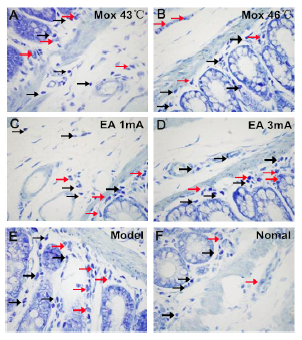 A Mox 43℃
B Mox 46℃
C EA 1mA
D EA 3mA
E Model
F Nomal